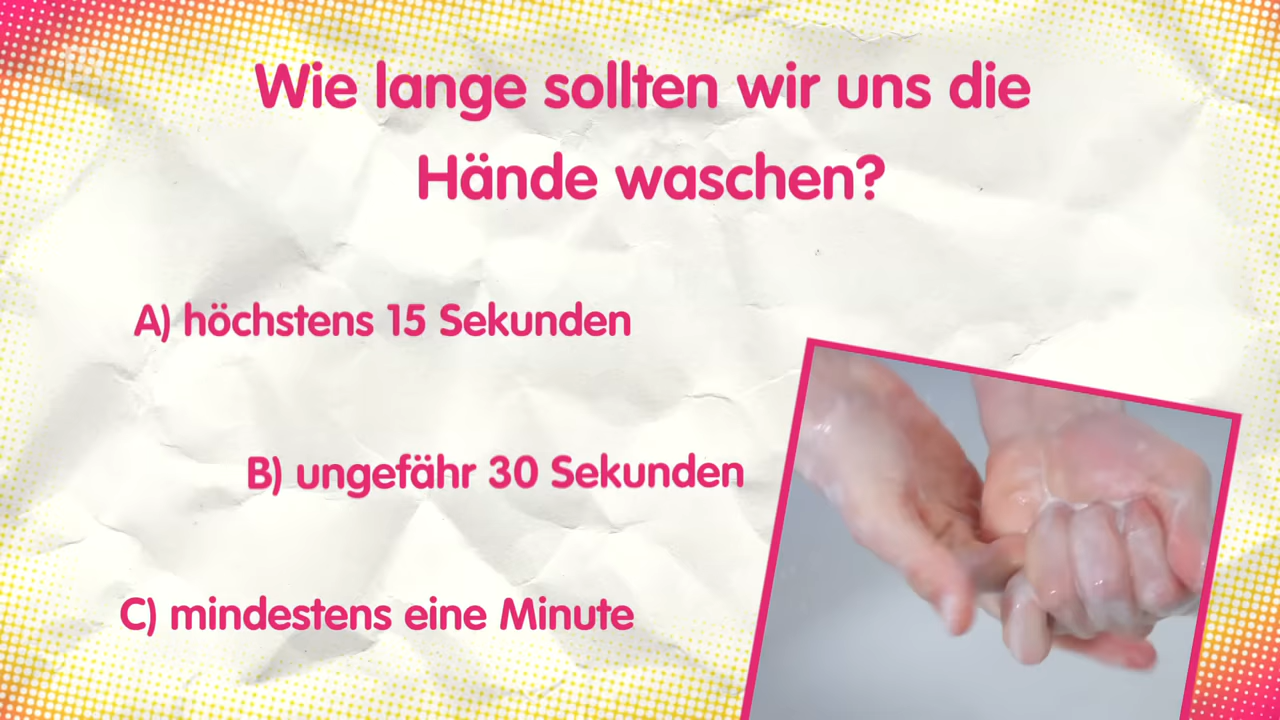 Wie lange sollten wir uns die
Hände waschen?
A) höchstens 15 Sekunden
B) ungefähr 30 Sekunden
C) mindestens eine Minute